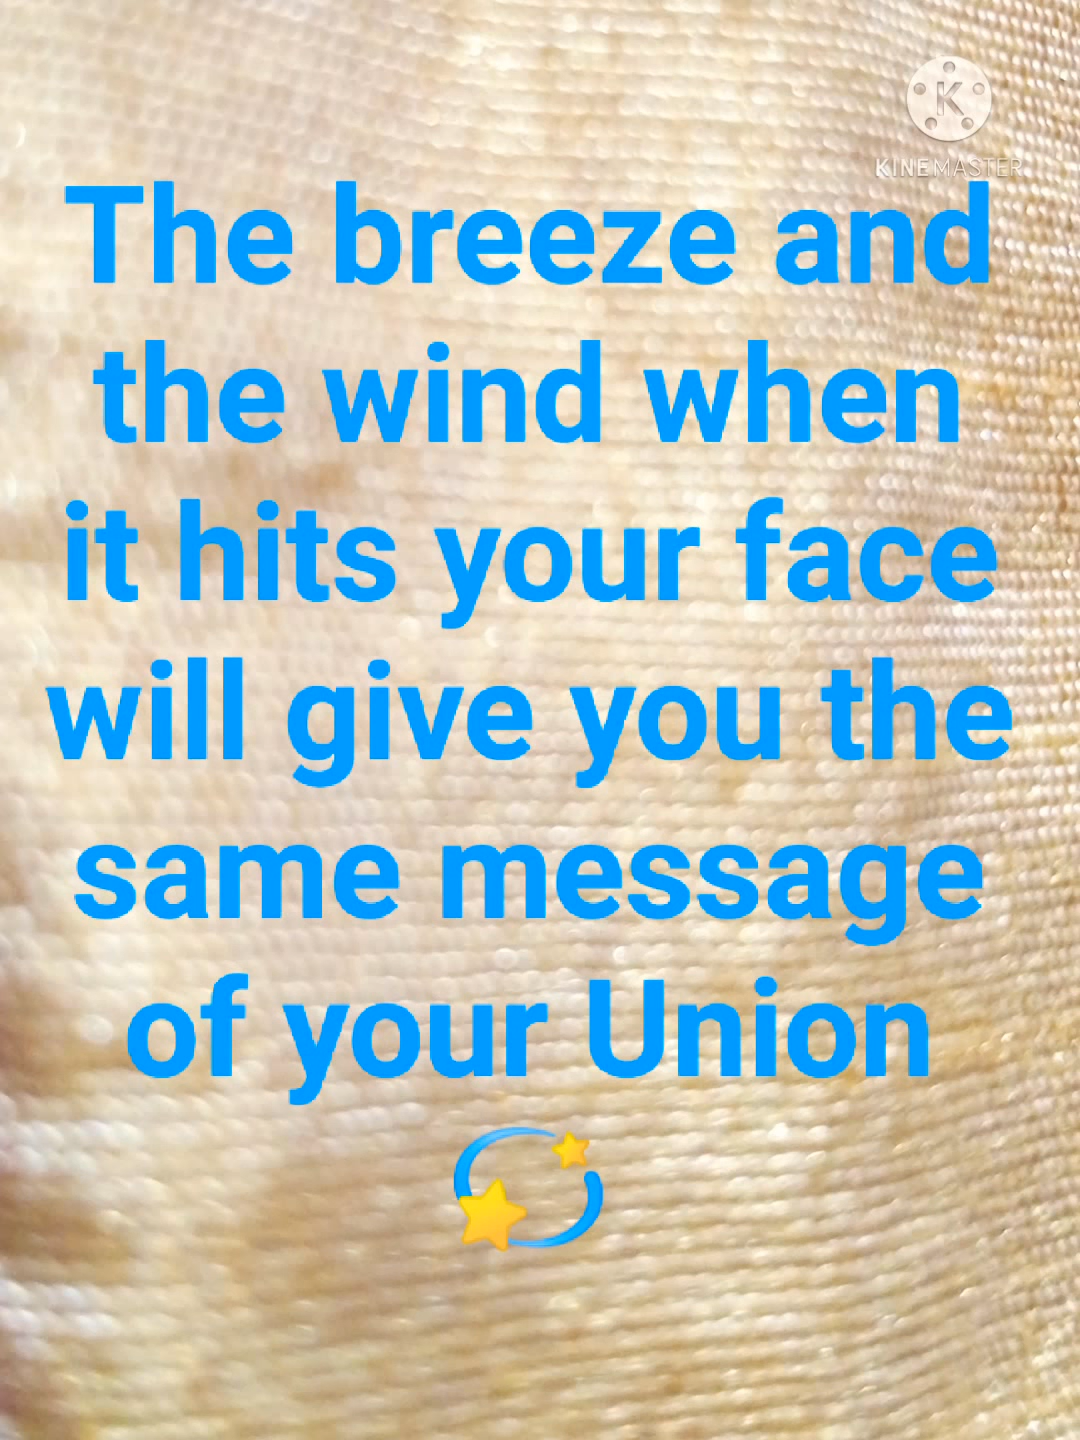 K
KINEMASTER
The breeze and
the wind when
it hits your face
will give you the
same message
of your Union
💫